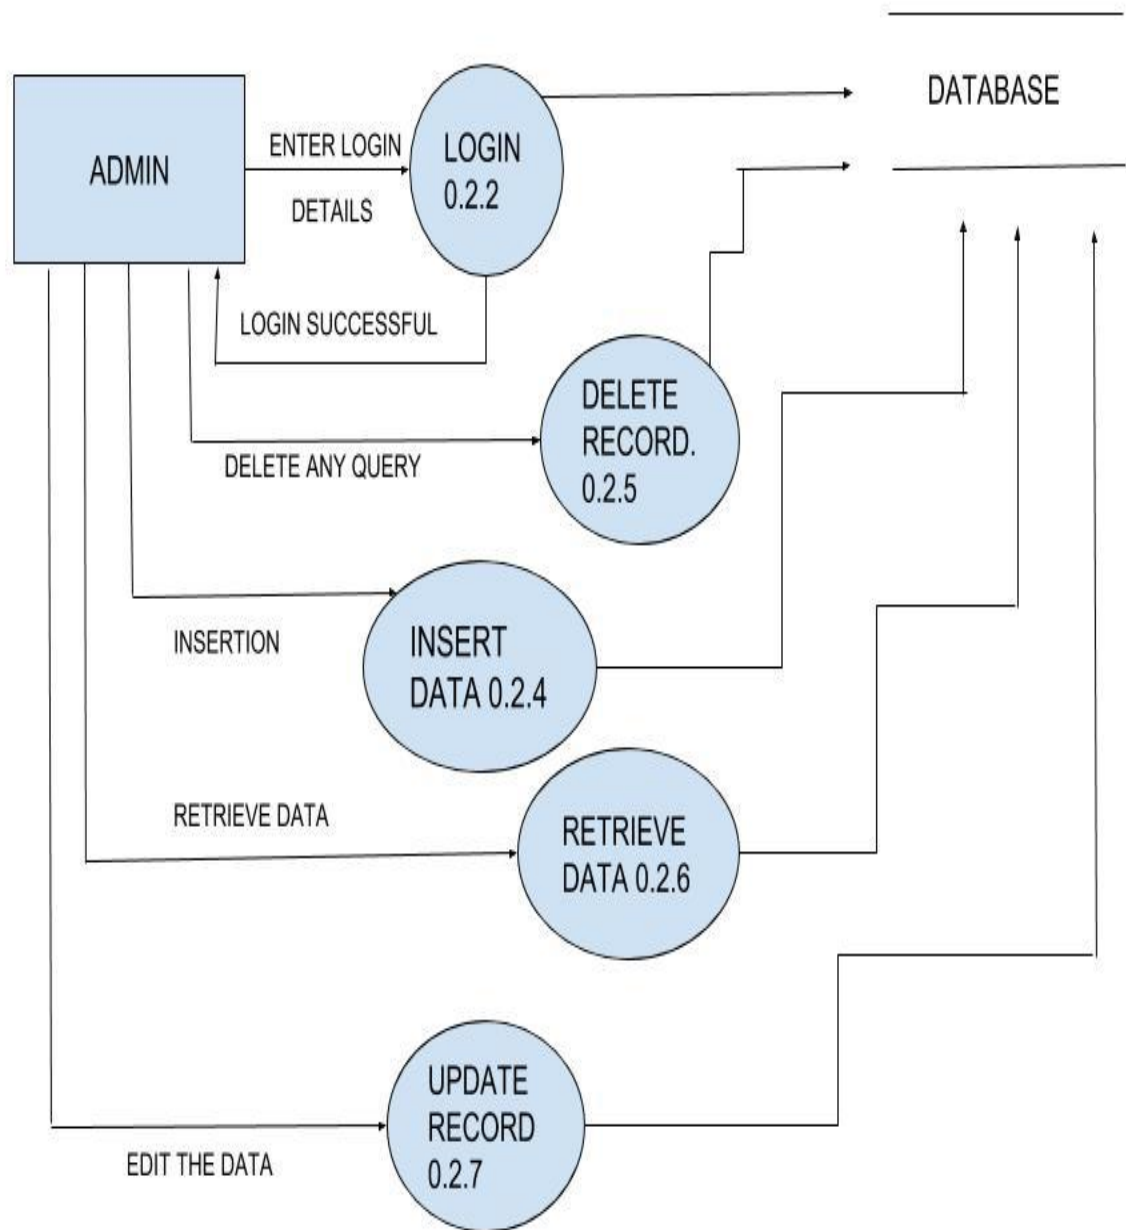 DATABASE
ADMIN
ENTER LOGIN
DETAILS
LOGIN
0.2.2
LOGIN SUCCESSFUL
DELETE
RECORD.
0.2.5
DELETE ANY QUERY
INSERTION
INSERT
DATA 0.2.4
RETRIEVE DATA
RETRIEVE
DATA 0.2.6
UPDATE
RECORD
0.2.7
EDIT THE DATA